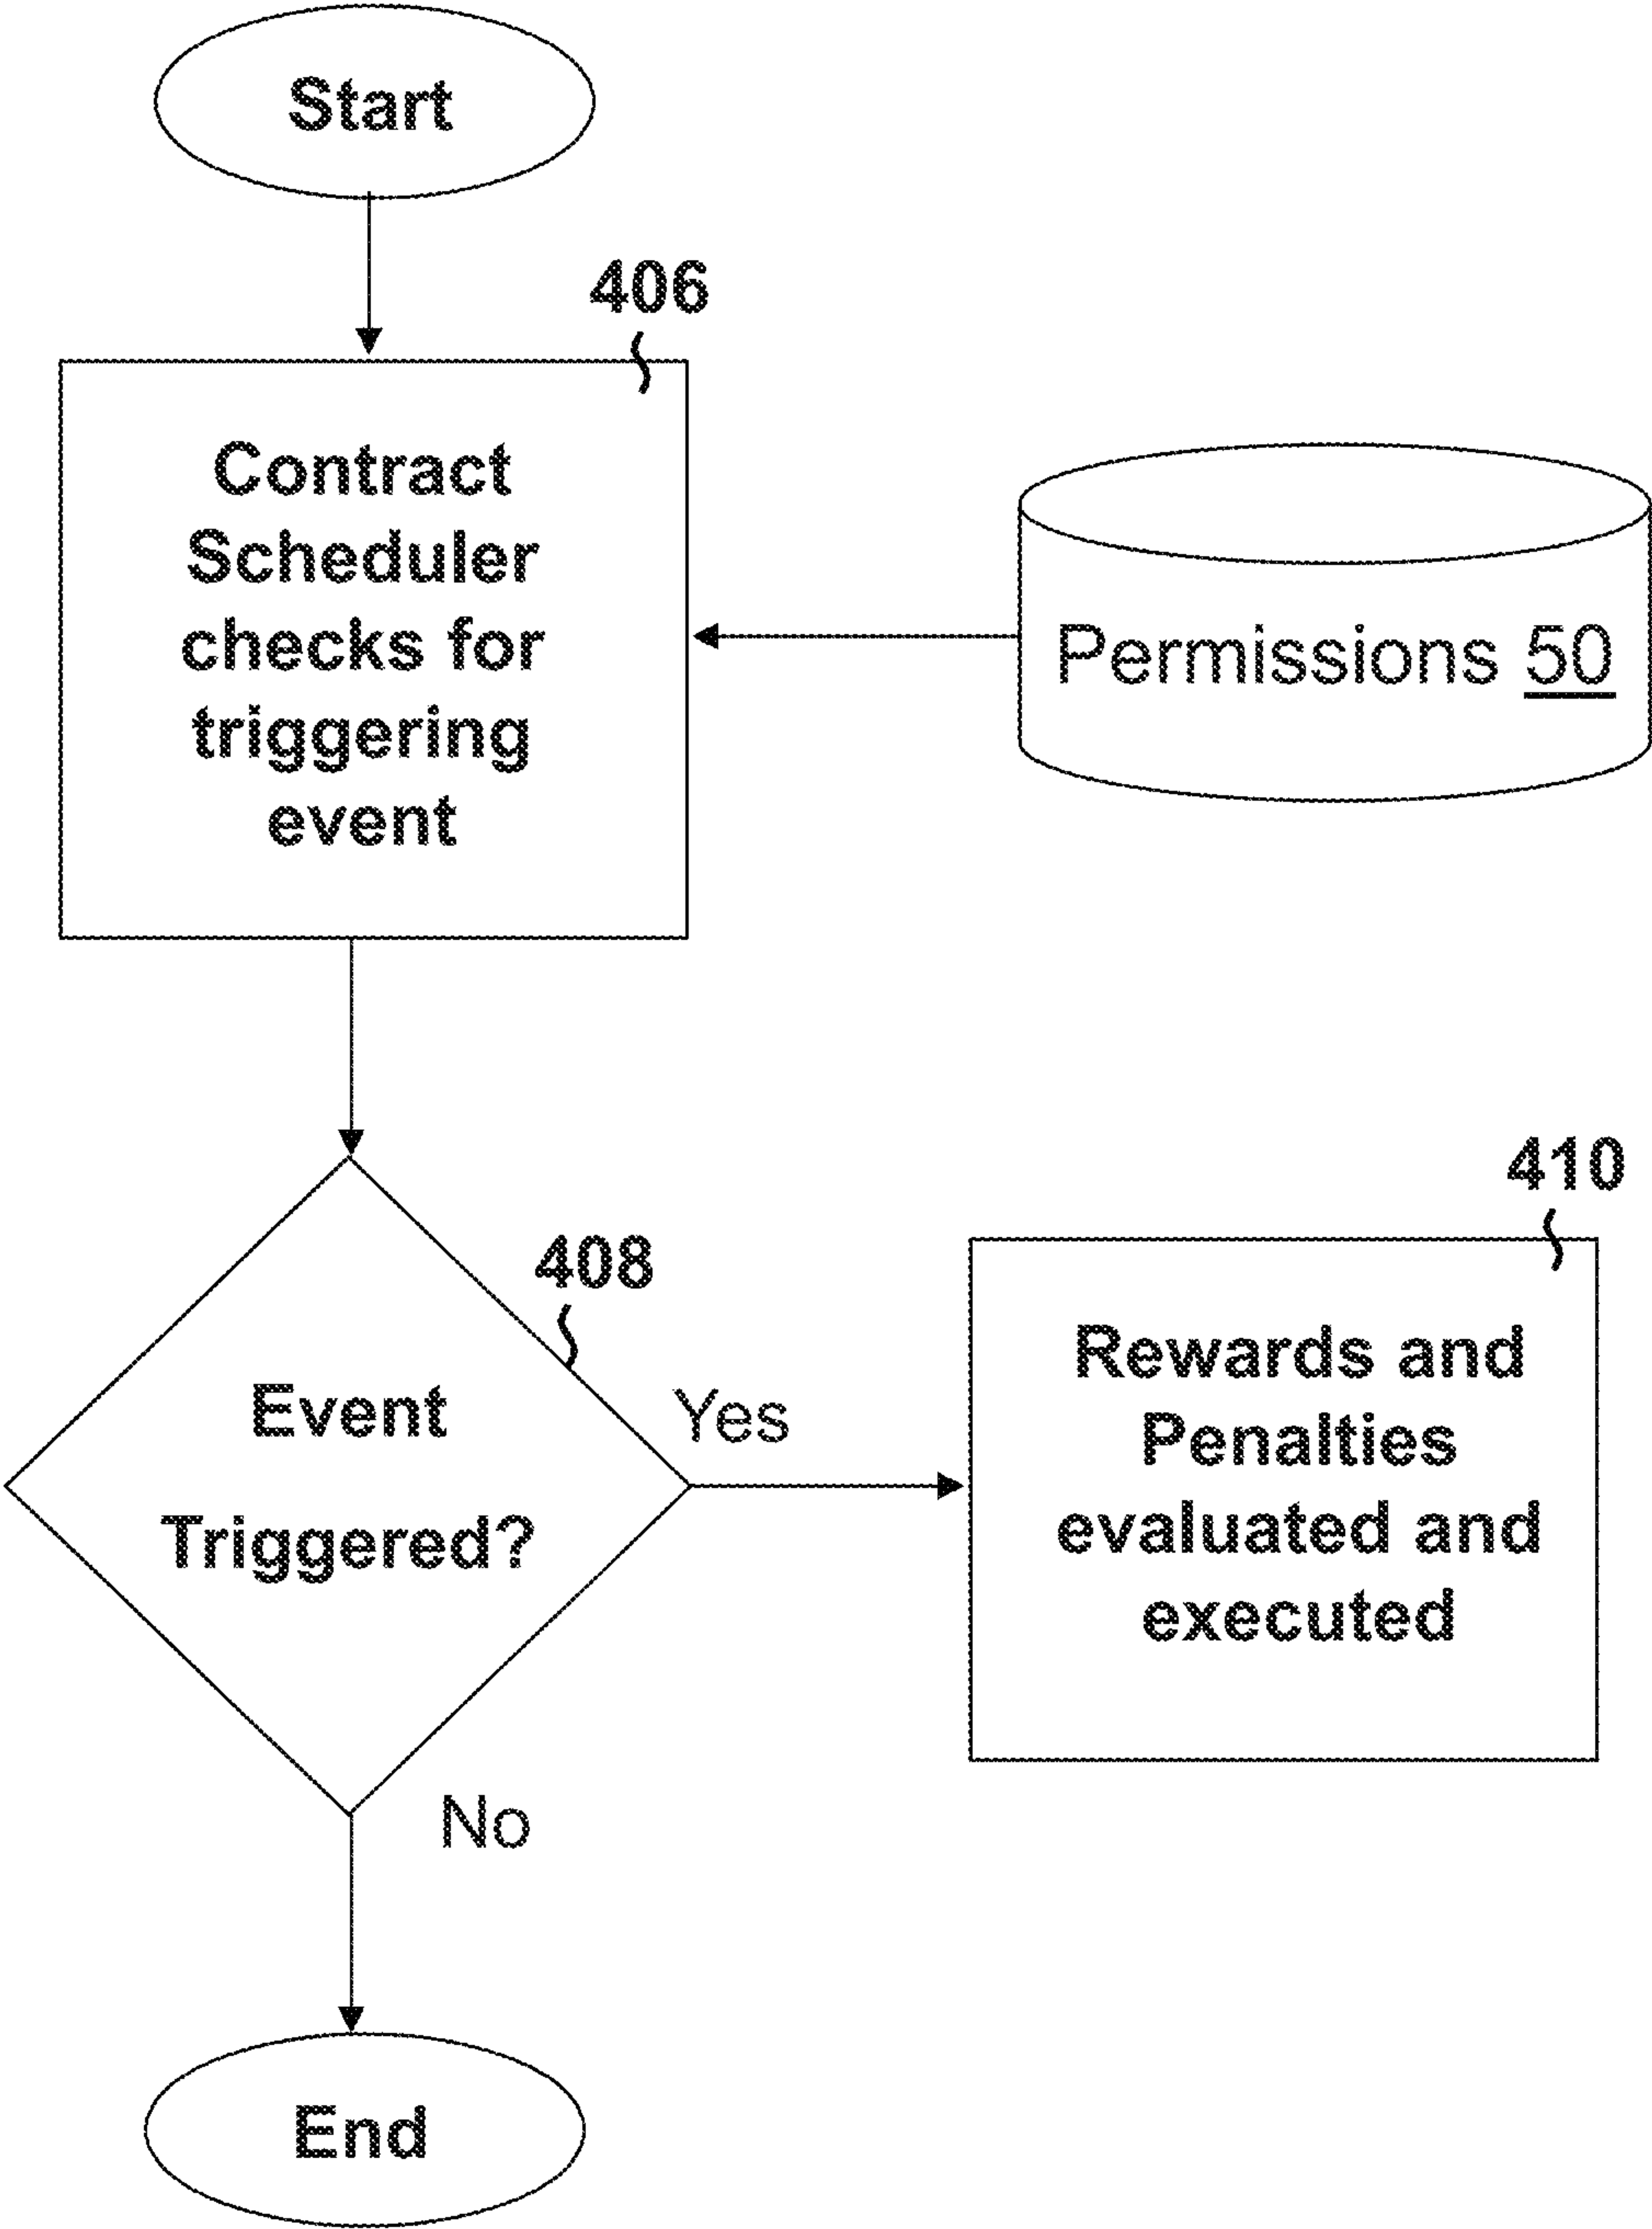 Start
406
Contract
Scheduler
checks for
triggering
event
Permissions 50
408
Event
Triggered?
Yes
No
410
Rewards and
Penalties
evaluated and
executed
End